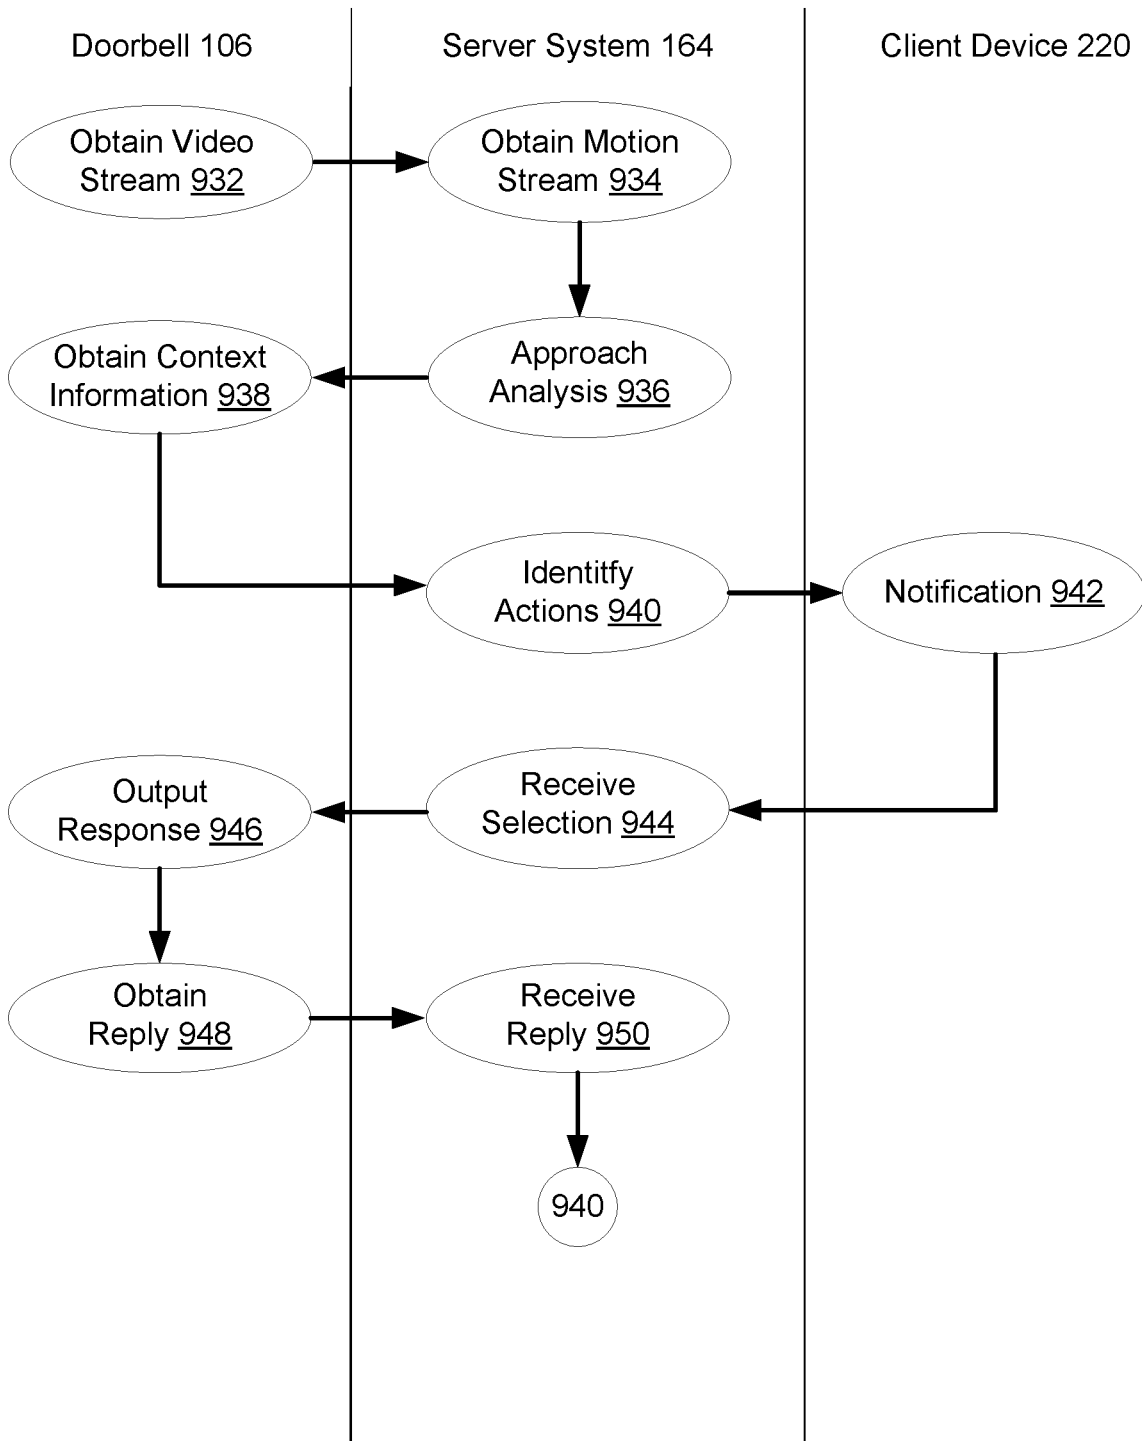 Doorbell 106
Server System 164
Client Device 220
Obtain Video
Stream 932
Obtain Motion
Stream 934
Obtain Context
Information 938
Approach
Analysis 936
Identitfy
Actions 940
Notification 942
Output
Response 946
Receive
Selection 944
Obtain
Reply 948
Receive
Reply 950
940